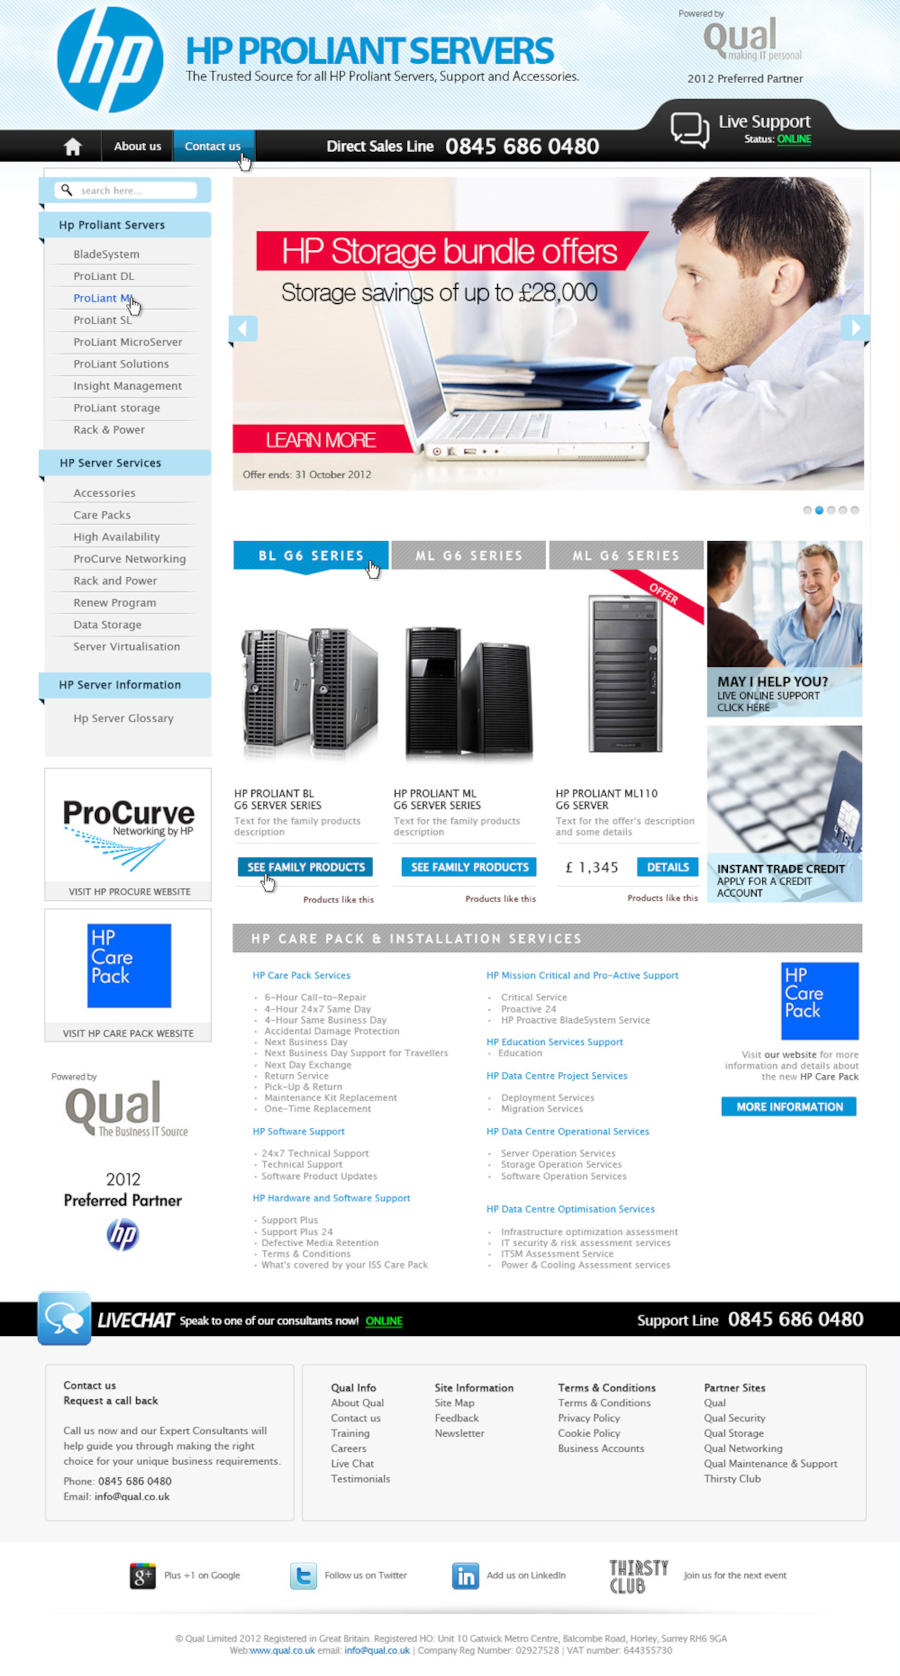 hp
HP PROLIANT SERVERS
The Trusted Source for all HP Proliant Servers, Support and Accessories.
Powered by
Qual
making IT personal
2012 Preferred Partner
Live Support
Status: ONLINE
About us
Contact us
Direct Sales Line 0845 686 0480
search here...
Hp Proliant Servers
BladeSystem
ProLiant DL
ProLiant ML
ProLiant SL
ProLiant MicroServer
ProLiant Solutions
Insight Management
ProLiant storage
Rack & Power
HP Server Services
Accessories
Care Packs
High Availability
ProCurve Networking
Rack and Power
Renew Program
Data Storage
Server Virtualisation
HP Server Information
Hp Server Glossary
HP Storage bundle offers
Storage savings of up to £28,000
LEARN MORE
Offer ends: 31 October 2012
BL G6 SERIES
ML G6 SERIES
ML G6 SERIES
OFFER
HP PROLIANT BL
G6 SERVER SERIES
Text for the family products
description
SEE FAMILY PRODUCTS
Products like this
HP PROLIANT ML
G6 SERVER SERIES
Text for the family products
description
SEE FAMILY PRODUCTS
Products like this
HP PROLIANT ML110
G6 SERVER
Text for the offer's description
and some details
£ 1,345
DETAILS
Products like this
MAY I HELP YOU?
LIVE ONLINE SUPPORT
CLICK HERE
INSTANT TRADE CREDIT
APPLY FOR A CREDIT
ACCOUNT
ProCurve
Networking by HP
VISIT HP PROCURE WEBSITE
HP
Care
Pack
VISIT HP CARE PACK WEBSITE
Powered by
Qual
The Business IT Source
2012
Preferred Partner
hp
HP CARE PACK & INSTALLATION SERVICES
HP Care Pack Services
· 6-Hour Call-to-Repair
· 4-Hour 24x7 Same Day
· 4-Hour Same Business Day
· Accidental Damage Protection
· Next Business Day
· Next Business Day Support for Travellers
· Next Day Exchange
· Return Service
· Pick-Up & Return
· Maintenance Kit Replacement
· One-Time Replacement
HP Software Support
· 24x7 Technical Support
· Technical Support
· Software Product Updates
HP Hardware and Software Support
· Support Plus
· Support Plus 24
· Defective Media Retention
· Terms & Conditions
· What's covered by your ISS Care Pack
HP Mission Critical and Pro-Active Support
· Critical Service
· Proactive 24
· HP Proactive BladeSystem Service
HP Education Services Support
· Education
HP Data Centre Project Services
· Deployment Services
· Migration Services
HP Data Centre Operational Services
· Server Operation Services
· Storage Operation Services
· Software Operation Services
HP Data Centre Optimisation Services
· Infrastructure optimization assessment
· IT security & risk assessment services
· ITSM Assessment Service
· Power & Cooling Assessment services
HP
Care
Pack
Visit our website for more
information and details about
the new HP Care Pack
MORE INFORMATION
LIVECHAT Speak to one of our consultants now! ONLINE
Support Line 0845 686 0480
Contact us
Request a call back
Call us now and our Expert Consultants will
help guide you through making the right
choice for your unique business requirements.
Phone: 0845 686 0480
Email: info@qual.co.uk
Qual Info
About Qual
Contact us
Training
Careers
Live Chat
Testimonials
Site Information
Site Map
Feedback
Newsletter
Terms & Conditions
Terms & Conditions
Privacy Policy
Cookie Policy
Business Accounts
Partner Sites
Qual
Qual Security
Qual Storage
Qual Networking
Qual Maintenance & Support
Thirsty Club
g+ Plus +1 on Google
Follow us on Twitter
in Add us on LinkedIn
THIRSTY
CLUB
Join us for the next event
© Qual Limited 2012 Registered in Great Britain. Registered HO: Unit 10 Gatwick Metro Centre, Balcombe Road, Horley, Surrey RH6 9GA
Web:www.qual.co.uk email: info@qual.co.uk | Company Reg Number: 02927528 | VAT number: 644355730